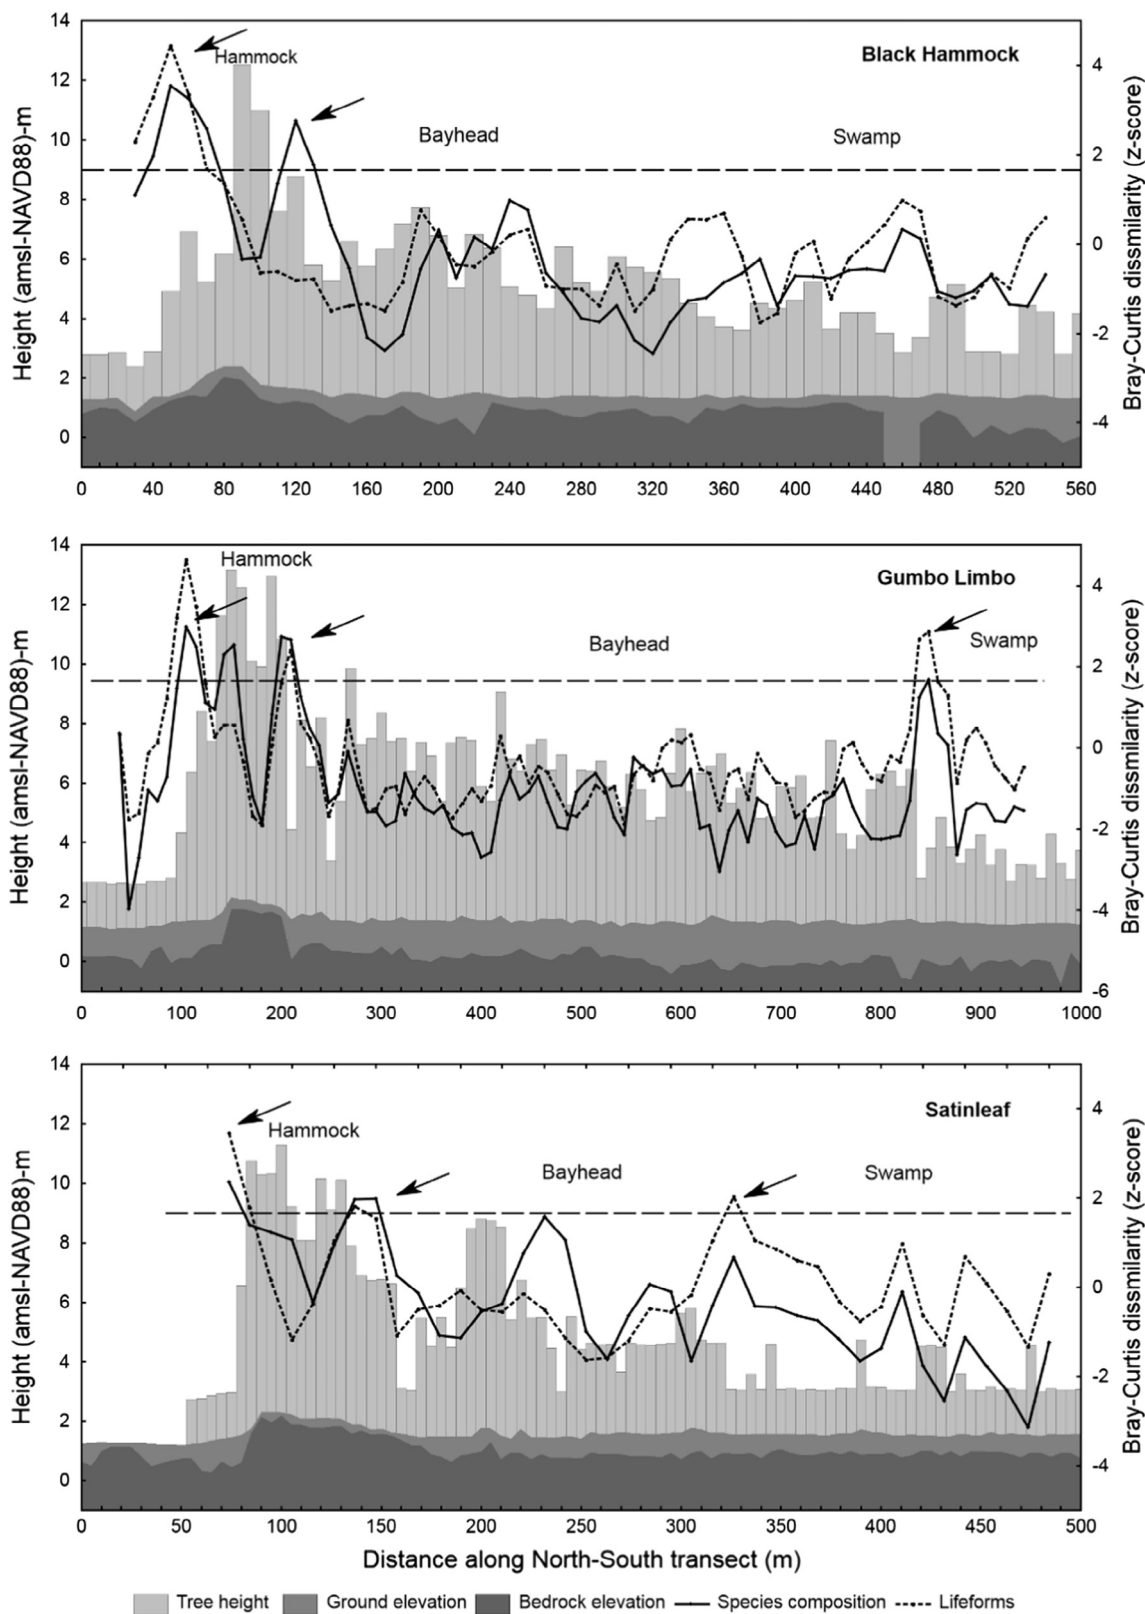 14
12
10
8
6
4
2
0
Height (amsl-NAVD88)-m
Hammock
Bayhead
Swamp
Black Hammock
4
2
0
-2
-4
Bray-Curtis dissimilarity (z-score)
0 40 80 120 160 200 240 280 320 360 400 440 480 520 560
14
12
10
8
6
4
2
0
Height (amsl-NAVD88)-m
Hammock
Bayhead
Swamp
Gumbo Limbo
4
2
0
-2
-4
-6
Bray-Curtis dissimilarity (z-score)
0 100 200 300 400 500 600 700 800 900 1000
14
12
10
8
6
4
2
0
Height (amsl-NAVD88)-m
Hammock
Bayhead
Swamp
Satinleaf
4
2
0
-2
-4
Bray-Curtis dissimilarity (z-score)
0 50 100 150 200 250 300 350 400 450 500
Distance along North-South transect (m)
Tree height Ground elevation Bedrock elevation Species composition Lifeforms